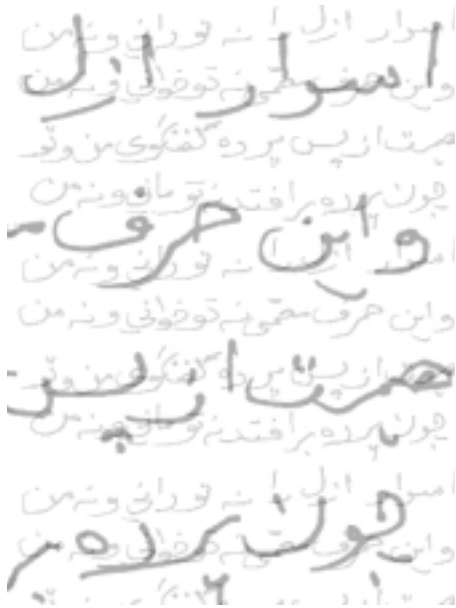 اسرار ازل را نه تو دانی و نه من
اسرار ازل
واین حرف معمی نه تو خوانی و نه من
هست از پس پرده گفتگوی من و تو
چون پرده برافتد نه تو مانی و نه من
واین حرف
اسرار ازل را نه تو دانی و نه من
واین حرف معمی نه تو خوانی و نه من
هست از پس پرده گفتگوی من و تو
هست از پس
چون پرده برافتد نه تو مانی و نه من
اسرار ازل را نه تو دانی و نه من
چون پرده
واین حرف معمی نه تو خوانی و نه من